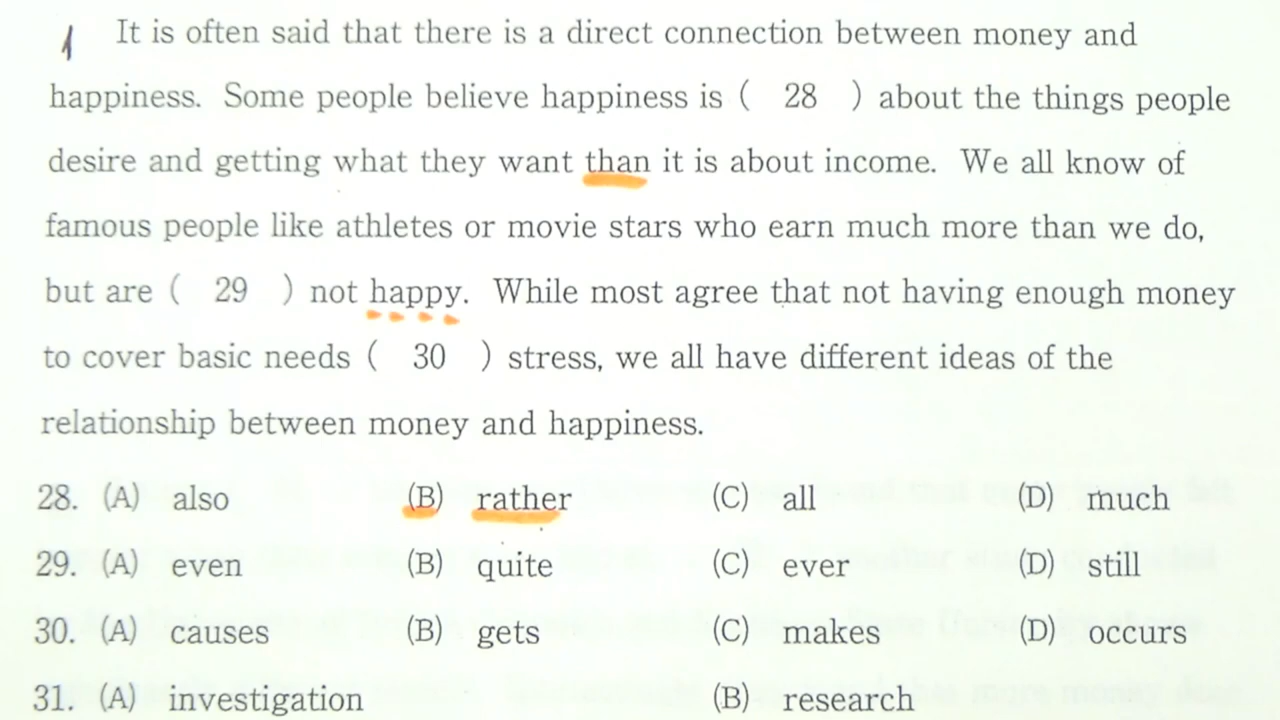 1 It is often said that there is a direct connection between money and
happiness. Some people believe happiness is ( 28 ) about the things people
desire and getting what they want than it is about income. We all know of
famous people like athletes or movie stars who earn much more than we do,
but are ( 29 ) not happy. While most agree that not having enough money
to cover basic needs ( 30 ) stress, we all have different ideas of the
relationship between money and happiness.
28. (A) also (B) rather (C) all (D) much
29. (A) even (B) quite (C) ever (D) still
30. (A) causes (B) gets (C) makes (D) occurs
31. (A) investigation (B) research